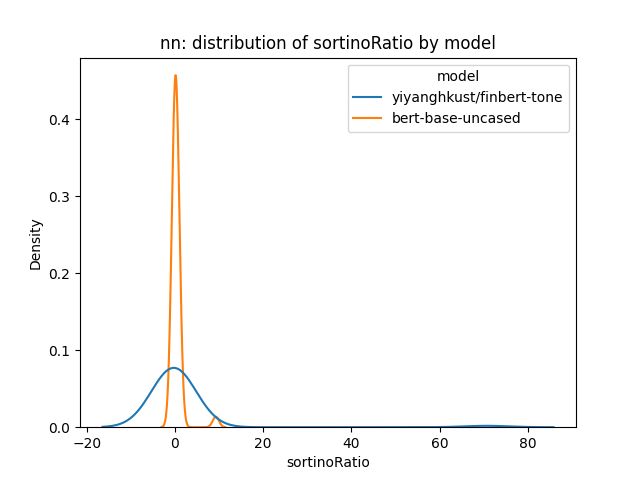 nn: distribution of sortinoRatio by model
model
yiyanghkust/finbert-tone
bert-base-uncased
Density
0.4
0.3
0.2
0.1
0.0
−20
0
20
40
60
80
sortinoRatio